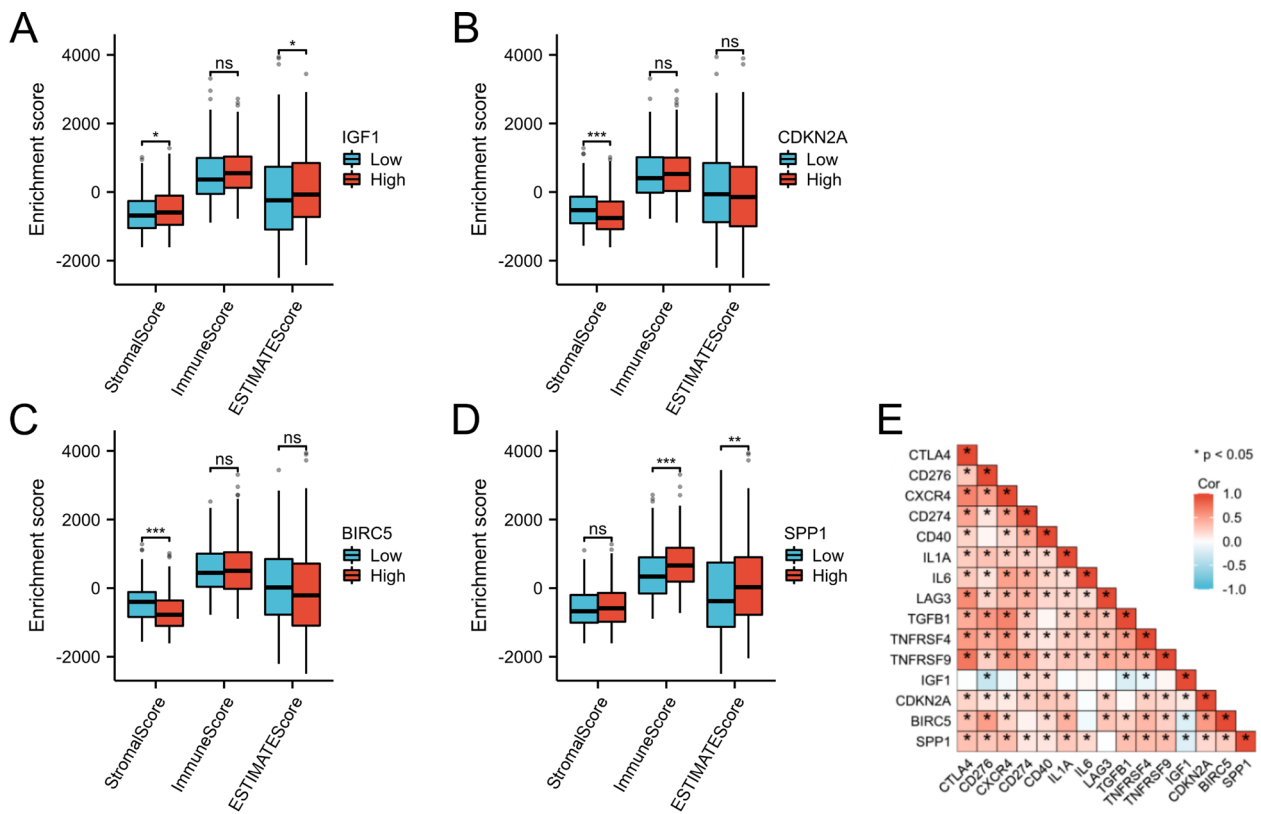 A
Enrichment score
4000
2000
0
-2000
*
ns
*
IGF1
Low
High
StromalScore
ImmuneScore
ESTIMATEScore
B
Enrichment score
4000
2000
0
-2000
***
ns
ns
CDKN2A
Low
High
StromalScore
ImmuneScore
ESTIMATEScore
C
Enrichment score
4000
2000
0
-2000
***
ns
ns
BIRC5
Low
High
StromalScore
ImmuneScore
ESTIMATEScore
D
Enrichment score
4000
2000
0
-2000
ns
***
**
SPP1
Low
High
StromalScore
ImmuneScore
ESTIMATEScore
E
* p < 0.05
Cor
1.0
0.5
0.0
-0.5
-1.0
CTLA4 *
CD276 * *
CXCR4 * * *
CD274 * * * *
CD40 * * * *
IL1A * * * * * *
IL6 * * * * * * *
LAG3 * * * * * * * *
TGFB1 * * * * * * * *
TNFRSF4 * * * * * * * * * *
TNFRSF9 * * * * * * * * * * *
IGF1 * * * * * *
CDKN2A * * * * * * * * * * *
BIRC5 * * * * * * * * * * * *
SPP1 * * * * * * * * * * * * * *
CTLA4
CD276
CXCR4
CD274
CD40
IL1A
IL6
LAG3
TGFB1
TNFRSF4
TNFRSF9
IGF1
CDKN2A
BIRC5
SPP1